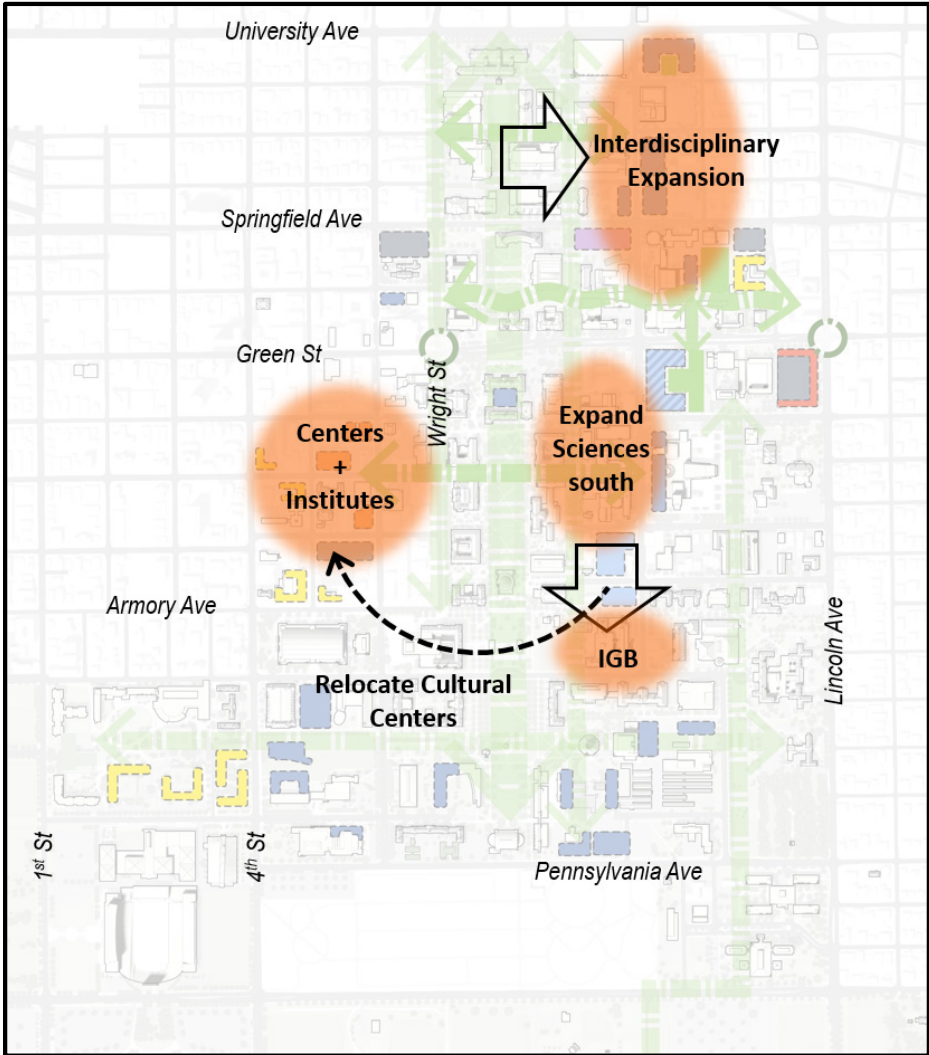 University Ave
Interdisciplinary
Expansion
Springfield Ave
Green St
Wright St
Centers
+
Institutes
Expand
Sciences
south
Armory Ave
IGB
Lincoln Ave
Relocate Cultural
Centers
1st St
4th St
Pennsylvania Ave